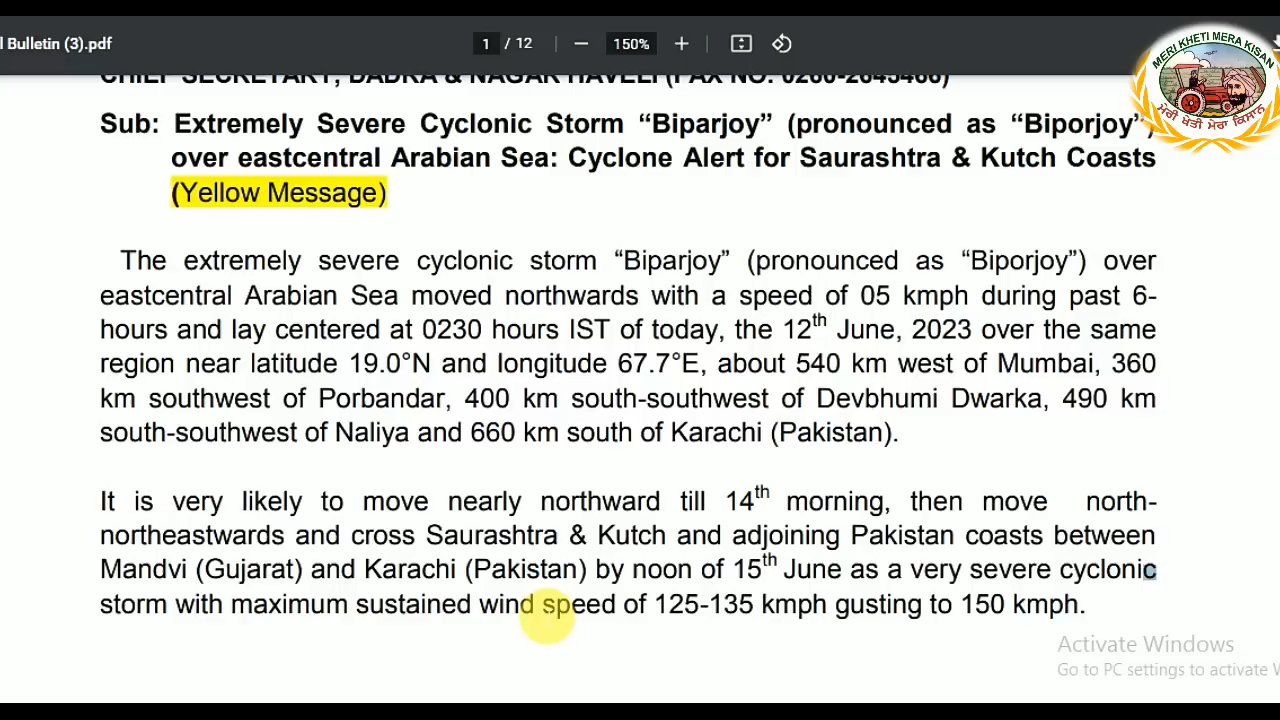 l Bulletin (3).pdf
1 / 12
150%
MERI KHETI MERA KISAN
ਮੇਰੀ ਖੇਤੀ ਮੇਰਾ ਕਿਸਾਨ
CHIEF SECRETARY, DADRA & NAGAR HAVELI (FAX NO. 0260-2645466)
Sub: Extremely Severe Cyclonic Storm “Biparjoy” (pronounced as “Biporjoy”)
over eastcentral Arabian Sea: Cyclone Alert for Saurashtra & Kutch Coasts
(Yellow Message)
The extremely severe cyclonic storm “Biparjoy” (pronounced as “Biporjoy”) over
eastcentral Arabian Sea moved northwards with a speed of 05 kmph during past 6-
hours and lay centered at 0230 hours IST of today, the 12th June, 2023 over the same
region near latitude 19.0°N and longitude 67.7°E, about 540 km west of Mumbai, 360
km southwest of Porbandar, 400 km south-southwest of Devbhumi Dwarka, 490 km
south-southwest of Naliya and 660 km south of Karachi (Pakistan).
It is very likely to move nearly northward till 14th morning, then move north-
northeastwards and cross Saurashtra & Kutch and adjoining Pakistan coasts between
Mandvi (Gujarat) and Karachi (Pakistan) by noon of 15th June as a very severe cyclonic
storm with maximum sustained wind speed of 125-135 kmph gusting to 150 kmph.
Activate Windows
Go to PC settings to activate W